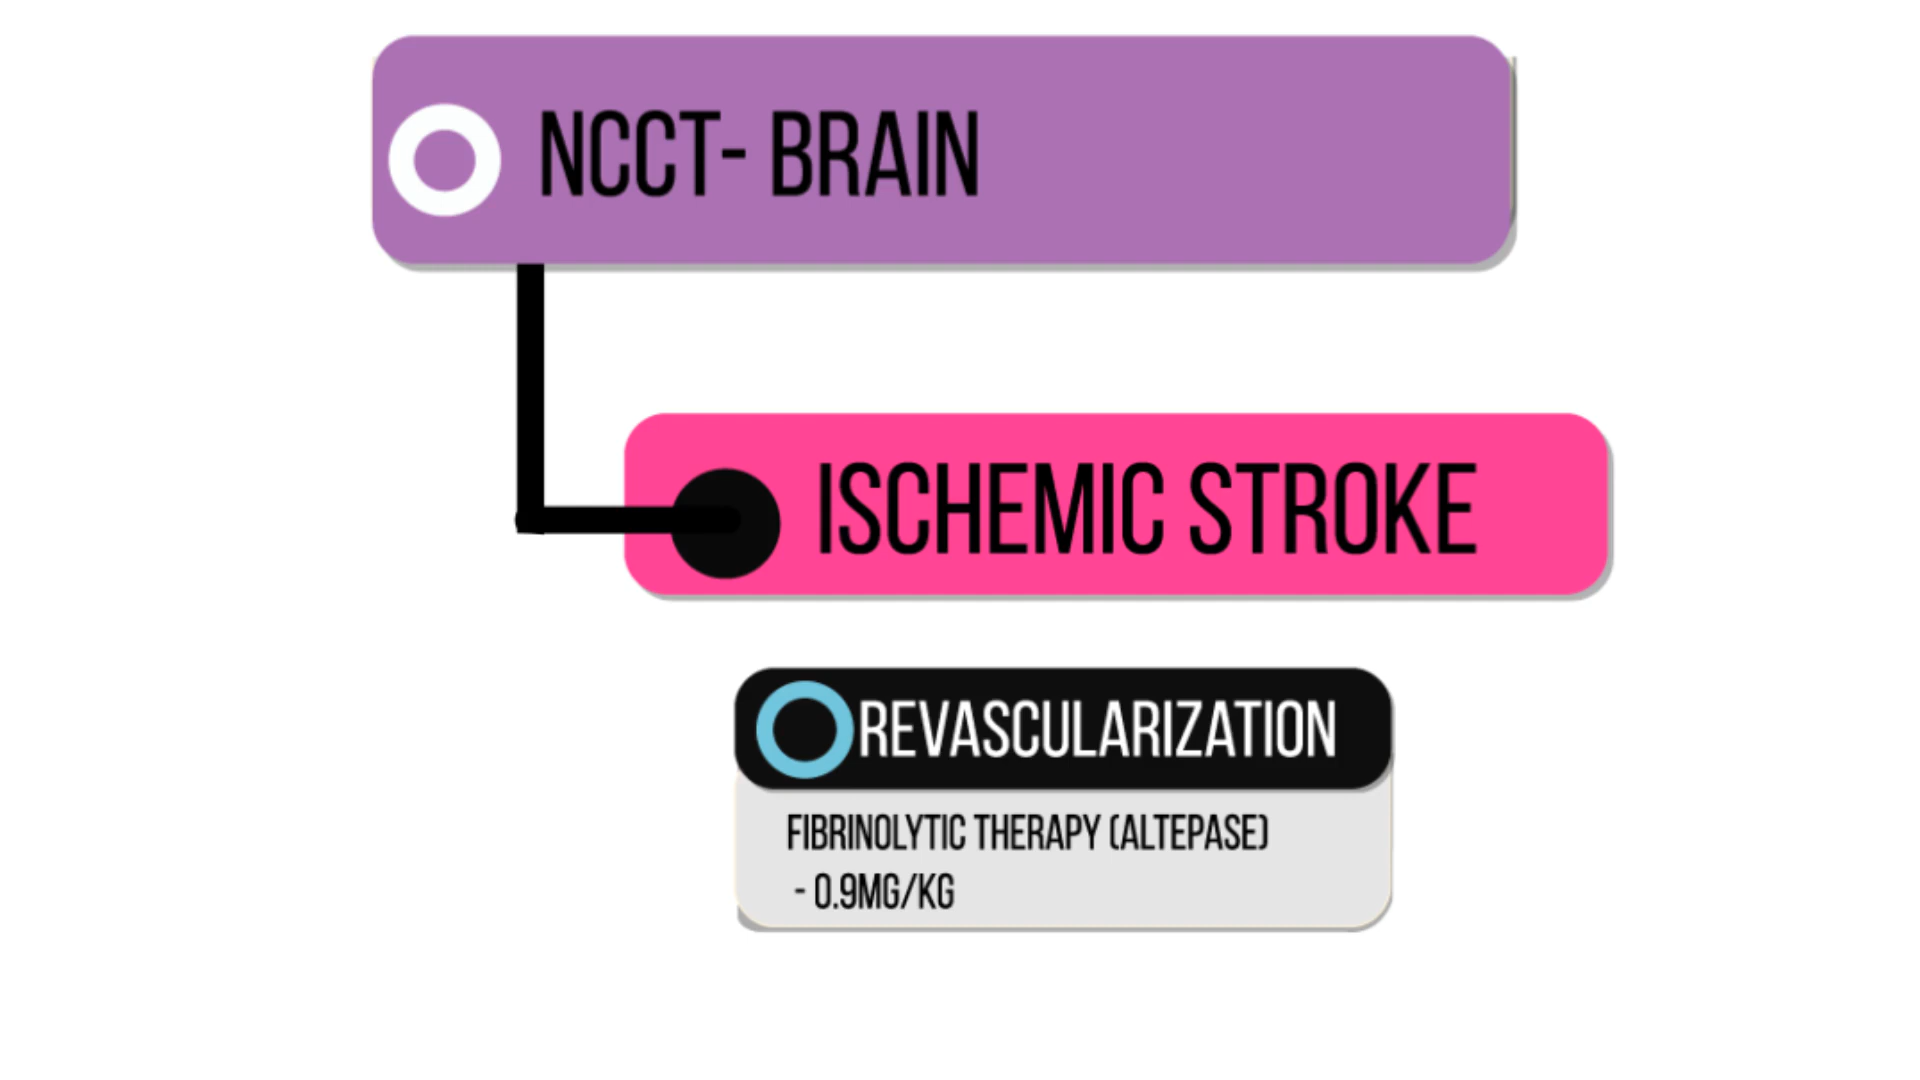 NCCT- BRAIN
ISCHEMIC STROKE
REVASCULARIZATION
FIBRINOLYTIC THERAPY (ALTEPASE)
- 0.9MG/KG